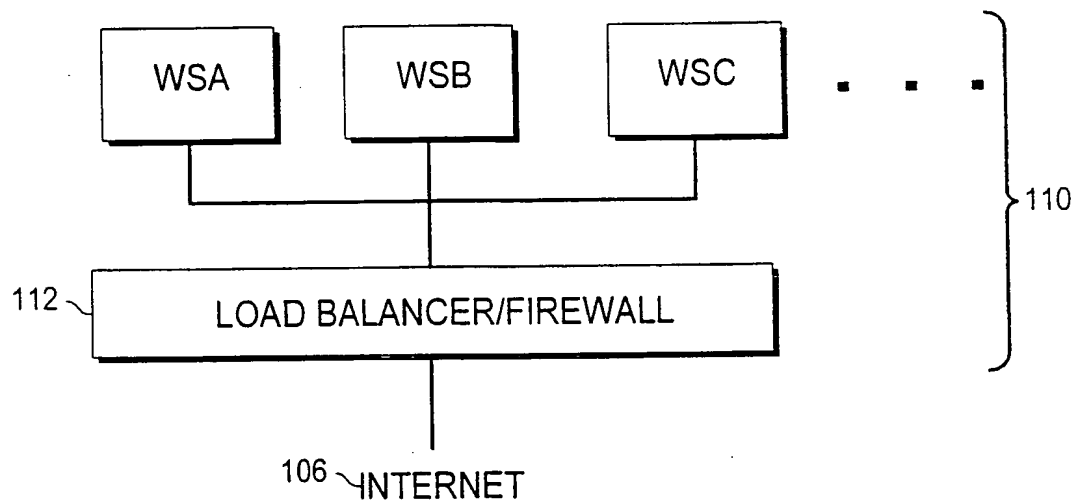 WSA WSB WSC
110
112 LOAD BALANCER/FIREWALL
106 INTERNET